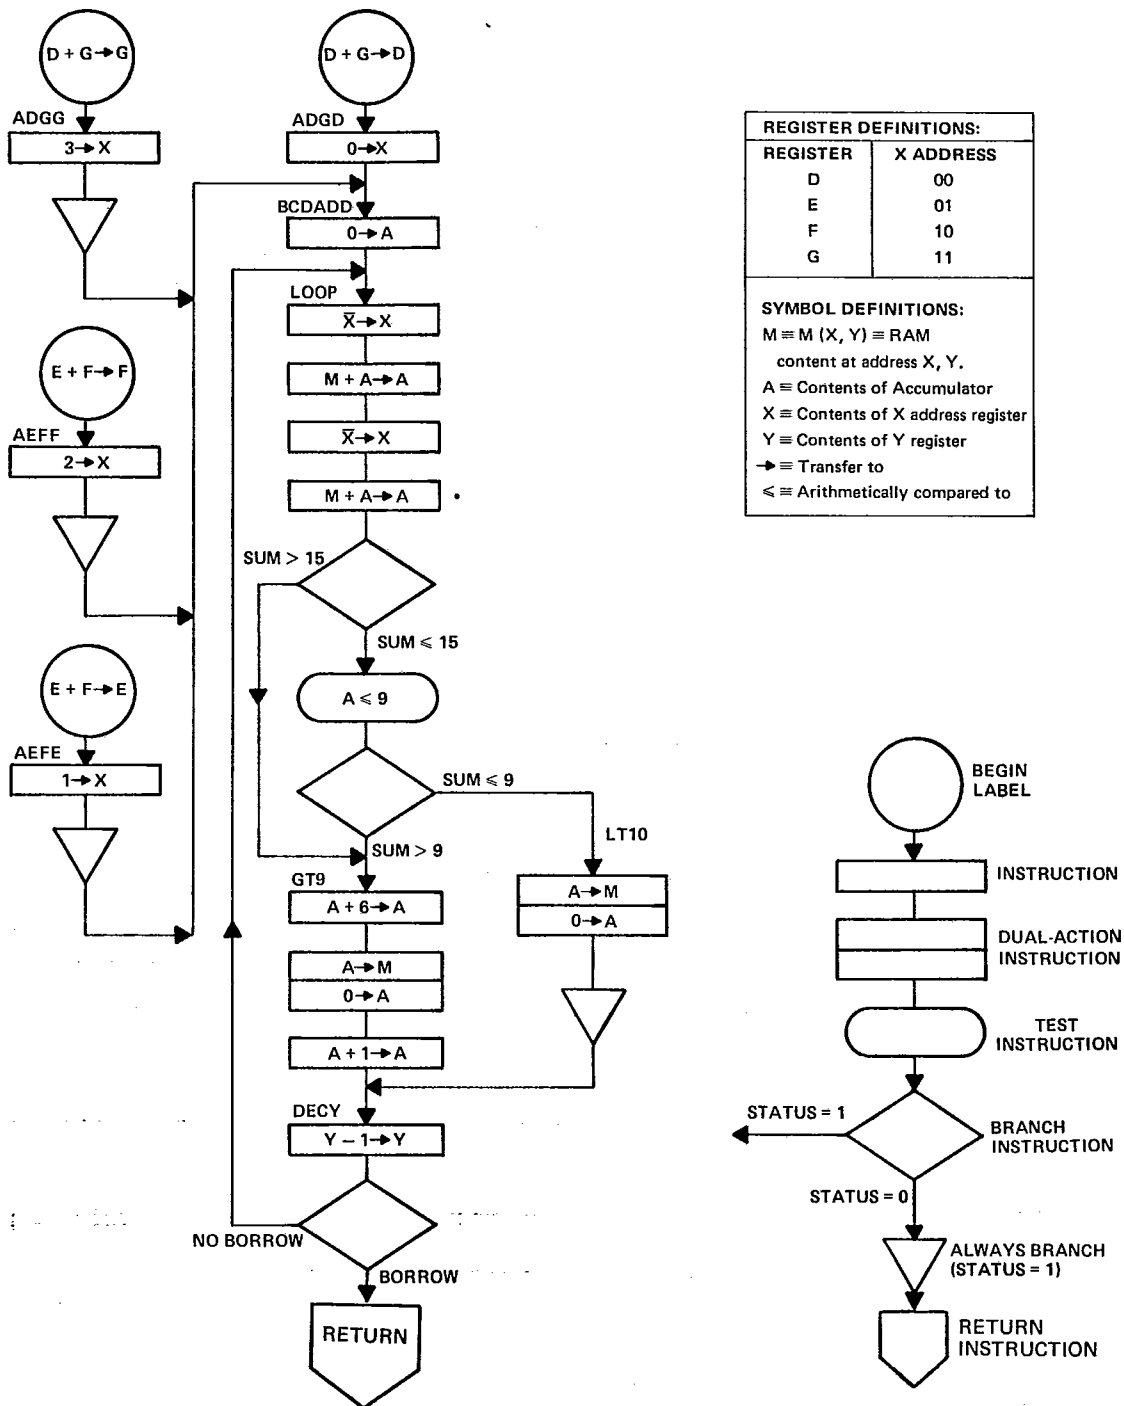 D + G → G
ADGG
3 → X
E + F → F
AEFF
2 → X
E + F → E
AEFE
1 → X
D + G → D
ADGD
0 → X
BCDADD
0 → A
LOOP
X̅ → X
M + A → A
X̅ → X
M + A → A
SUM > 15
SUM ⩽ 15
A ⩽ 9
SUM ⩽ 9
SUM > 9
LT10
A → M
0 → A
GT9
A + 6 → A
A → M
0 → A
A + 1 → A
DECY
Y – 1 → Y
NO BORROW
BORROW
RETURN
REGISTER DEFINITIONS:
REGISTER X ADDRESS
D 00
E 01
F 10
G 11
SYMBOL DEFINITIONS:
M ≡ M (X, Y) ≡ RAM
content at address X, Y.
A ≡ Contents of Accumulator
X ≡ Contents of X address register
Y ≡ Contents of Y register
→ ≡ Transfer to
⩽ ≡ Arithmetically compared to
BEGIN
LABEL
INSTRUCTION
DUAL-ACTION
INSTRUCTION
TEST
INSTRUCTION
STATUS = 1
BRANCH
INSTRUCTION
STATUS = 0
ALWAYS BRANCH
(STATUS = 1)
RETURN
INSTRUCTION